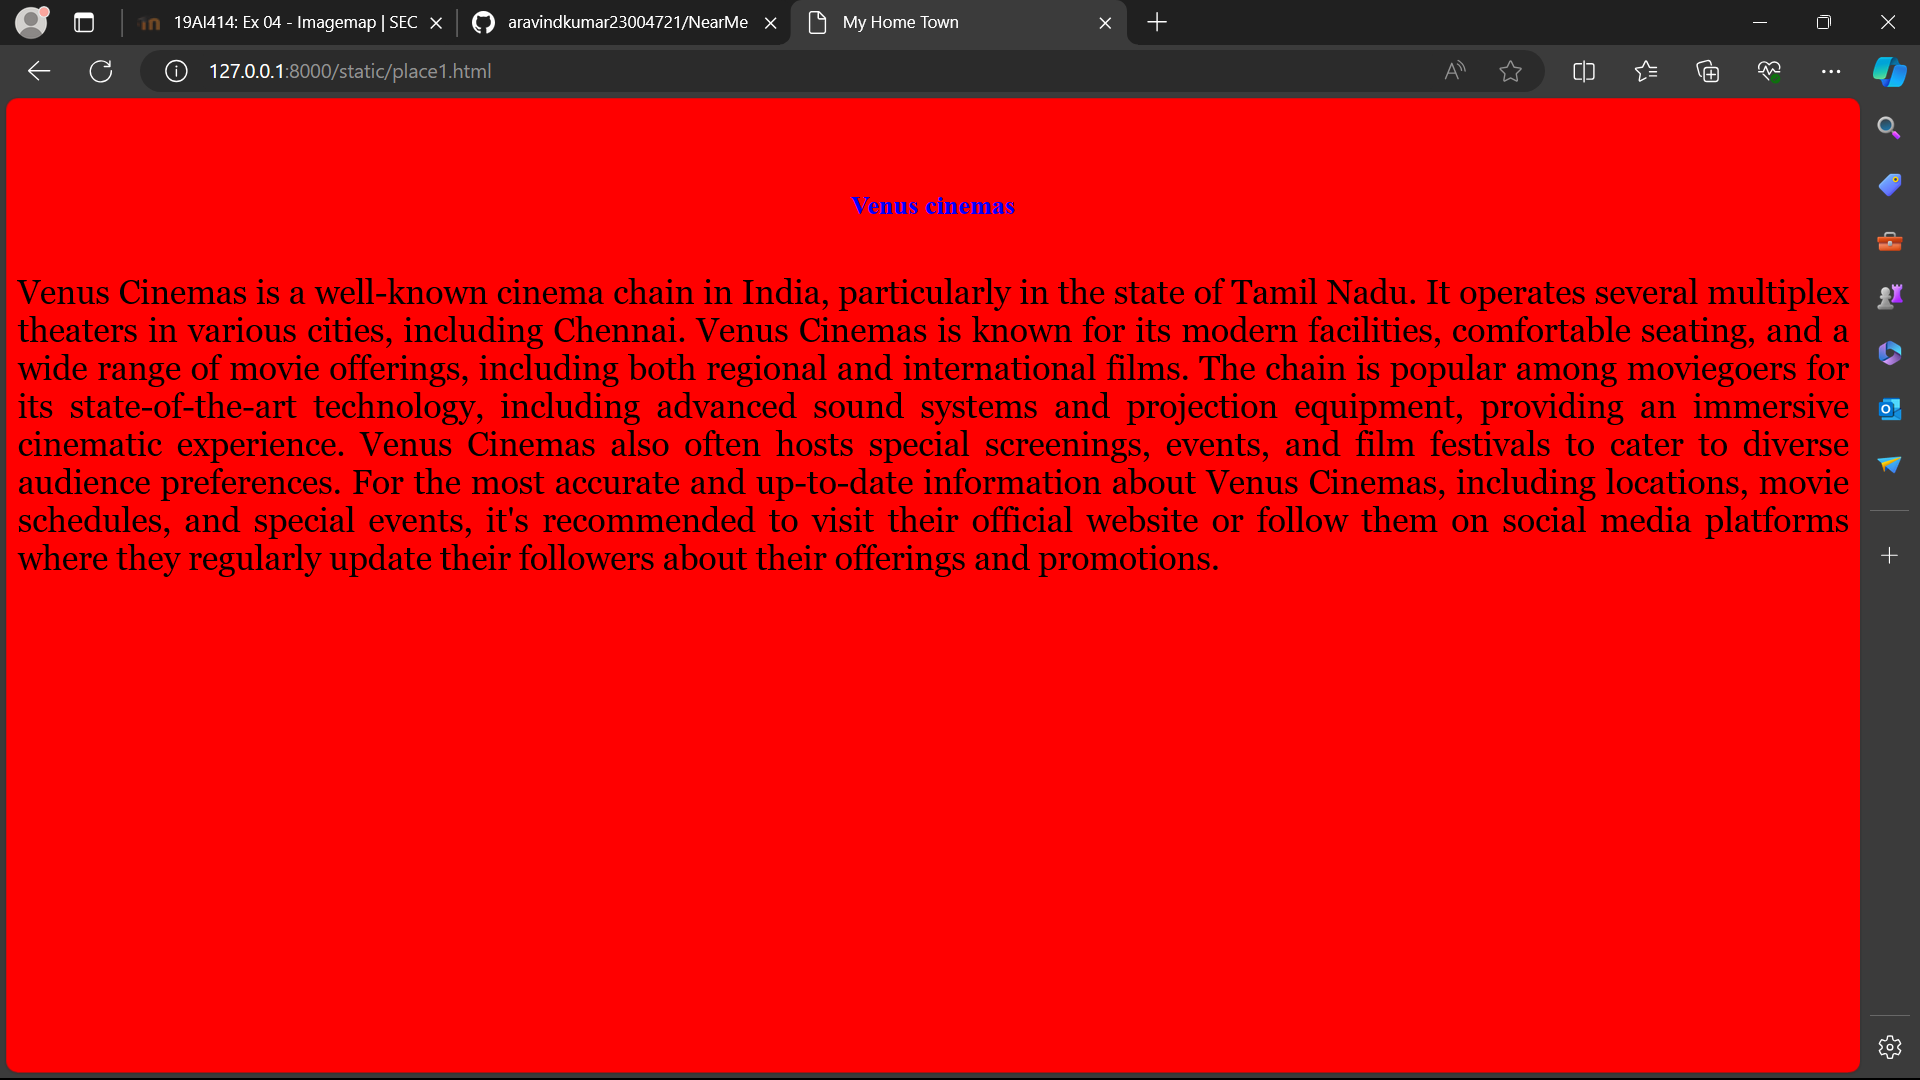 19AI414: Ex 04 - Imagemap | SEC
aravindkumar23004721/NearMe
My Home Town
127.0.0.1:8000/static/place1.html
Venus cinemas
Venus Cinemas is a well-known cinema chain in India, particularly in the state of Tamil Nadu. It operates several multiplex
theaters in various cities, including Chennai. Venus Cinemas is known for its modern facilities, comfortable seating, and a
wide range of movie offerings, including both regional and international films. The chain is popular among moviegoers for
its state-of-the-art technology, including advanced sound systems and projection equipment, providing an immersive
cinematic experience. Venus Cinemas also often hosts special screenings, events, and film festivals to cater to diverse
audience preferences. For the most accurate and up-to-date information about Venus Cinemas, including locations, movie
schedules, and special events, it's recommended to visit their official website or follow them on social media platforms
where they regularly update their followers about their offerings and promotions.